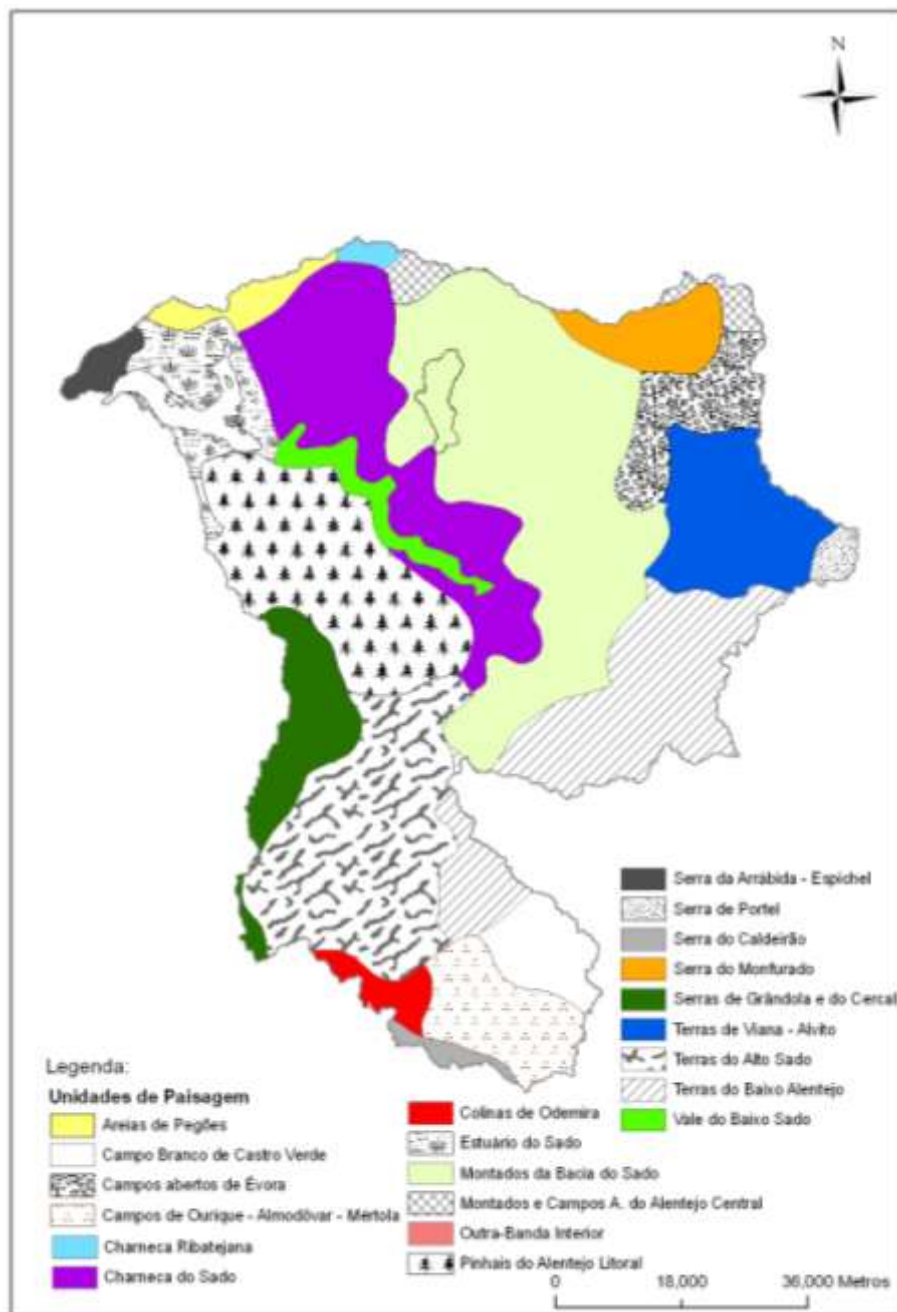 N
Legenda:
Unidades de Paisagem
Areias de Pegões
Campo Branco de Castro Verde
Campos abertos de Évora
Campos de Ourique - Almodôvar - Mértola
Charneca Ribatejana
Charneca do Sado
Colinas de Odemira
Estuário do Sado
Montados da Bacia do Sado
Montados e Campos A. do Alentejo Central
Outra-Banda Interior
Pinhais do Alentejo Litoral
Serra da Arrábida - Espichel
Serra de Portel
Serra do Caldeirão
Serra do Monfurado
Serras de Grândola e do Cercal
Terras de Viana - Alvito
Terras do Alto Sado
Terras do Baixo Alentejo
Vale do Baixo Sado
0 18,000 36,000 Metros